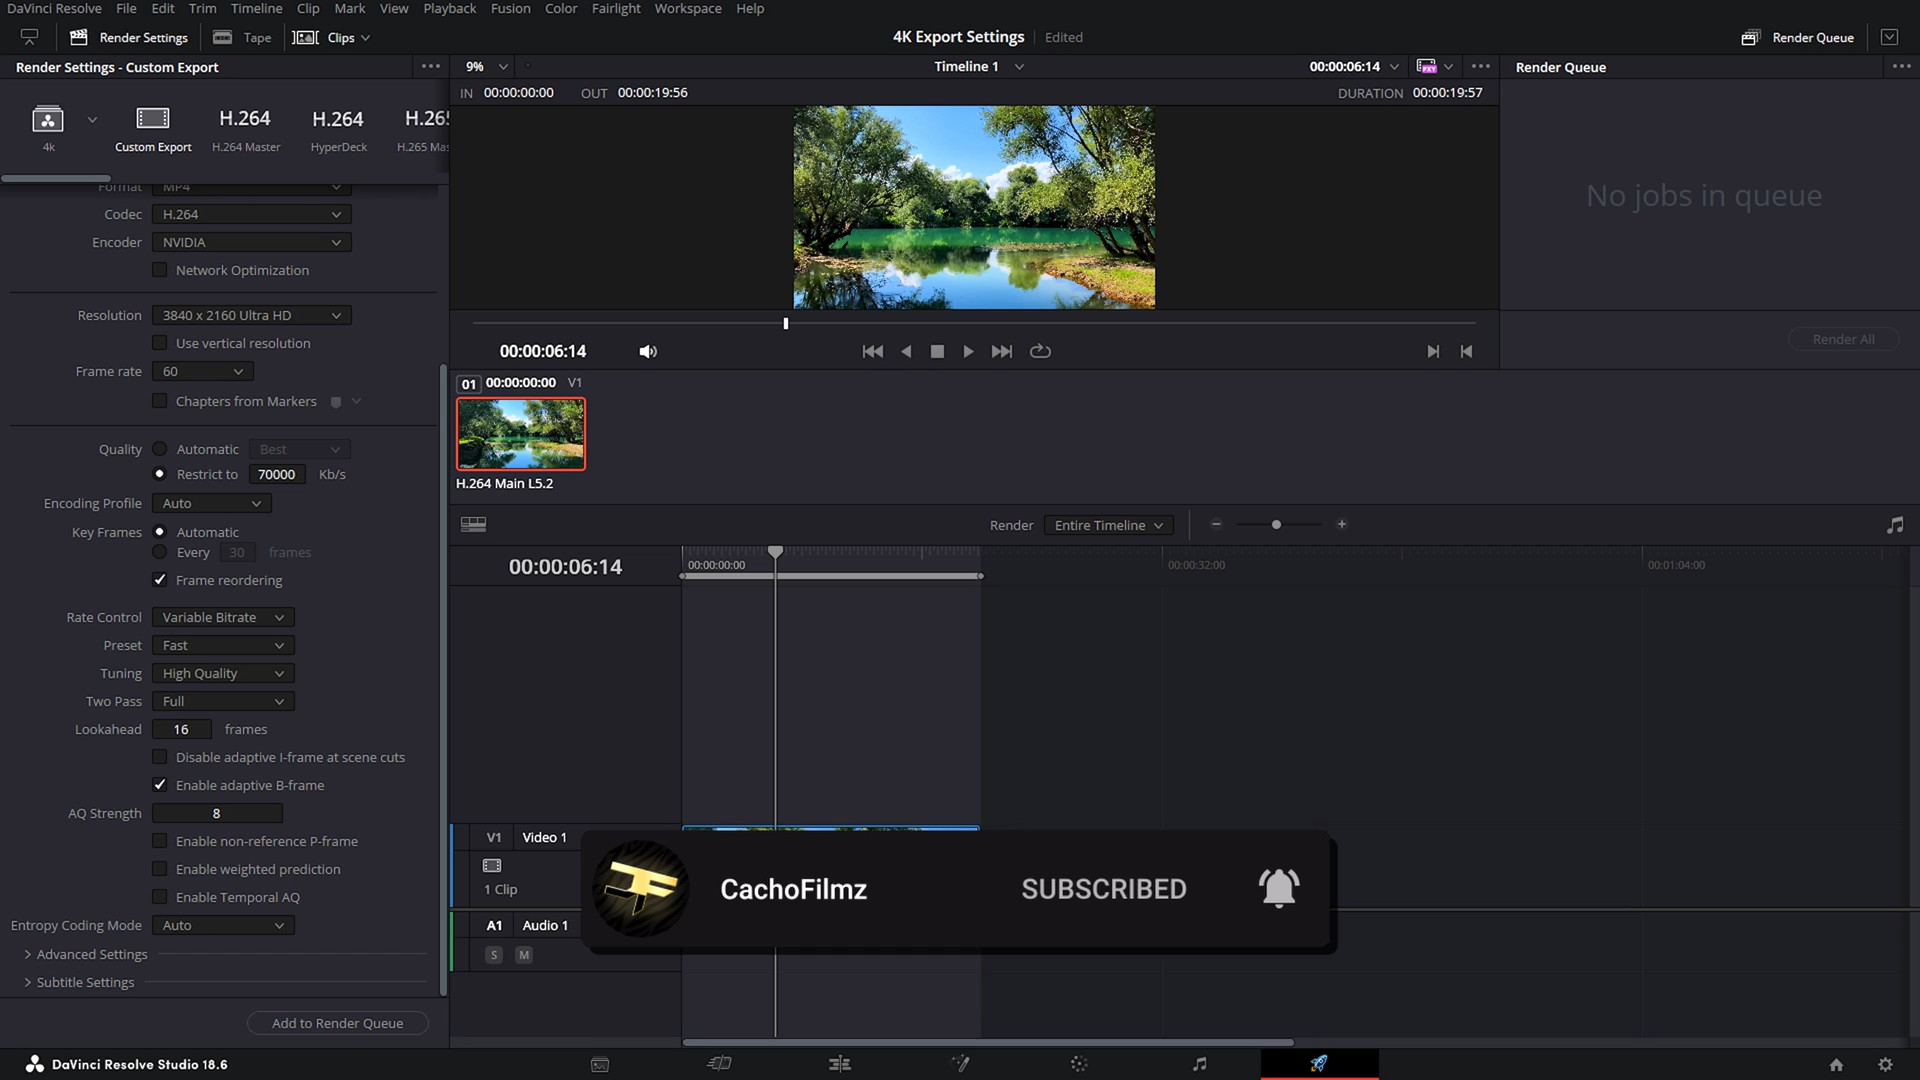 DaVinci Resolve File Edit Trim Timeline Clip Mark View Playback Fusion Color Fairlight Workspace Help
Render Settings Tape Clips 4K Export Settings Edited Render Queue
Render Settings - Custom Export 9% Timeline 1 00:00:06:14 Render Queue
IN 00:00:00:00 OUT 00:00:19:56 DURATION 00:00:19:57
H.264 H.264 H.265
4k Custom Export H.264 Master HyperDeck H.265 Mas
Format MP4
Codec H.264
Encoder NVIDIA
Network Optimization
Resolution 3840 x 2160 Ultra HD
Use vertical resolution
Frame rate 60
Chapters from Markers
Quality Automatic Best
Restrict to 70000 Kb/s
Encoding Profile Auto
Key Frames Automatic
Every 30 frames
Frame reordering
Rate Control Variable Bitrate
Preset Fast
Tuning High Quality
Two Pass Full
Lookahead 16 frames
Disable adaptive I-frame at scene cuts
Enable adaptive B-frame
AQ Strength 8
Enable non-reference P-frame
Enable weighted prediction
Enable Temporal AQ
Entropy Coding Mode Auto
Advanced Settings
Subtitle Settings
Add to Render Queue
00:00:06:14
01 00:00:00:00 V1
H.264 Main L5.2
Render Entire Timeline
00:00:06:14 00:00:00:00 00:00:32:00 00:01:04:00
V1 Video 1
1 Clip
A1 Audio 1
S M
CachoFilmz SUBSCRIBED
No jobs in queue
Render All
DaVinci Resolve Studio 18.6